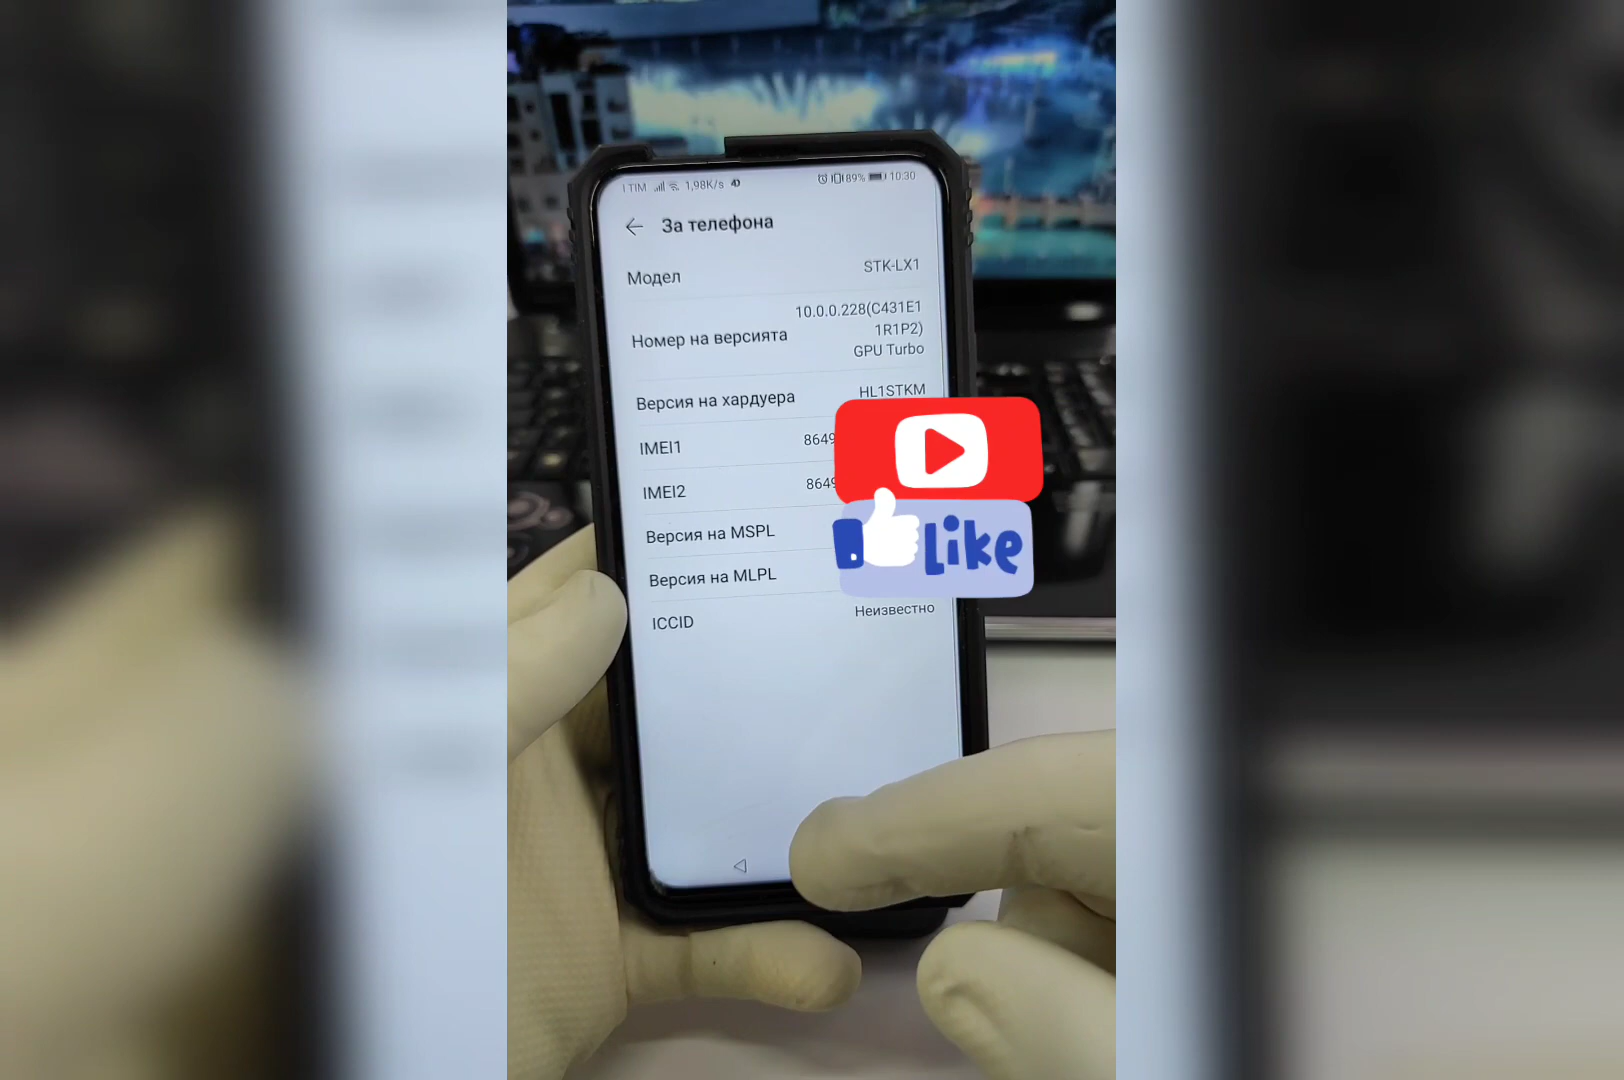 TIM 1,98K/s 89% 10:30
За телефона
Модел STK-LX1
Номер на версията 10.0.0.228(C431E1
1R1P2)
GPU Turbo
Версия на хардуера HL1STKM
IMEI1 8649
IMEI2 8649
Версия на MSPL
Версия на MLPL
ICCID Неизвестно
Like